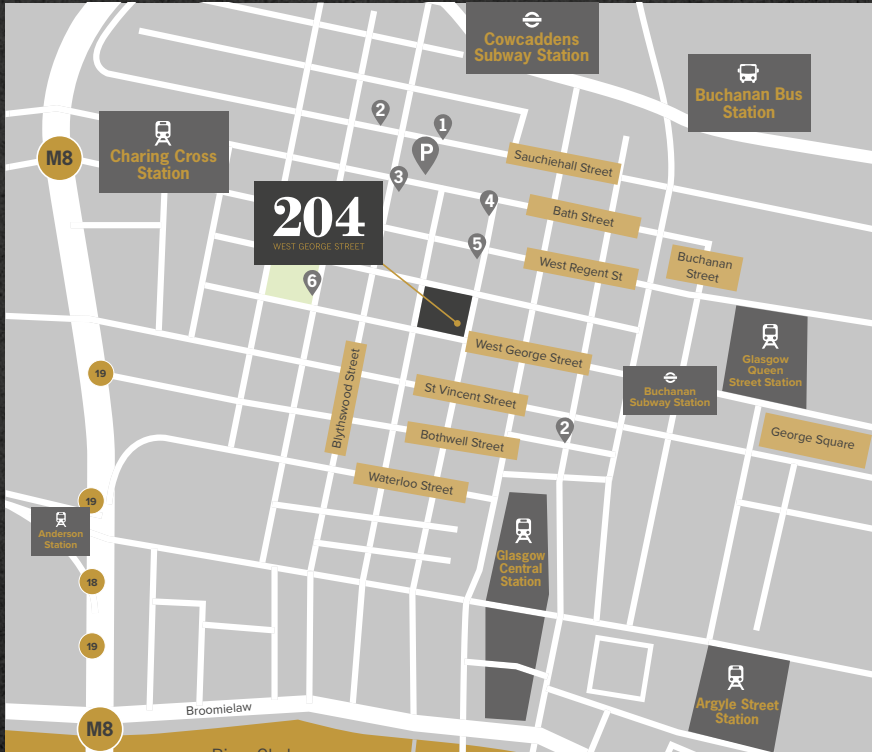 Cowcaddens
Subway Station
Buchanan Bus
Station
2
1
M8
Charing Cross
Station
P
Sauchiehall Street
3
204
WEST GEORGE STREET
4
Bath Street
5
West Regent St
Buchanan
Street
6
Glasgow
Queen
Street Station
West George Street
Blythswood Street
19
Buchanan
Subway Station
St Vincent Street
2
Bothwell Street
George Square
Waterloo Street
19
Anderson
Station
Glasgow
Central
Station
18
19
Argyle Street
Station
Broomielaw
M8